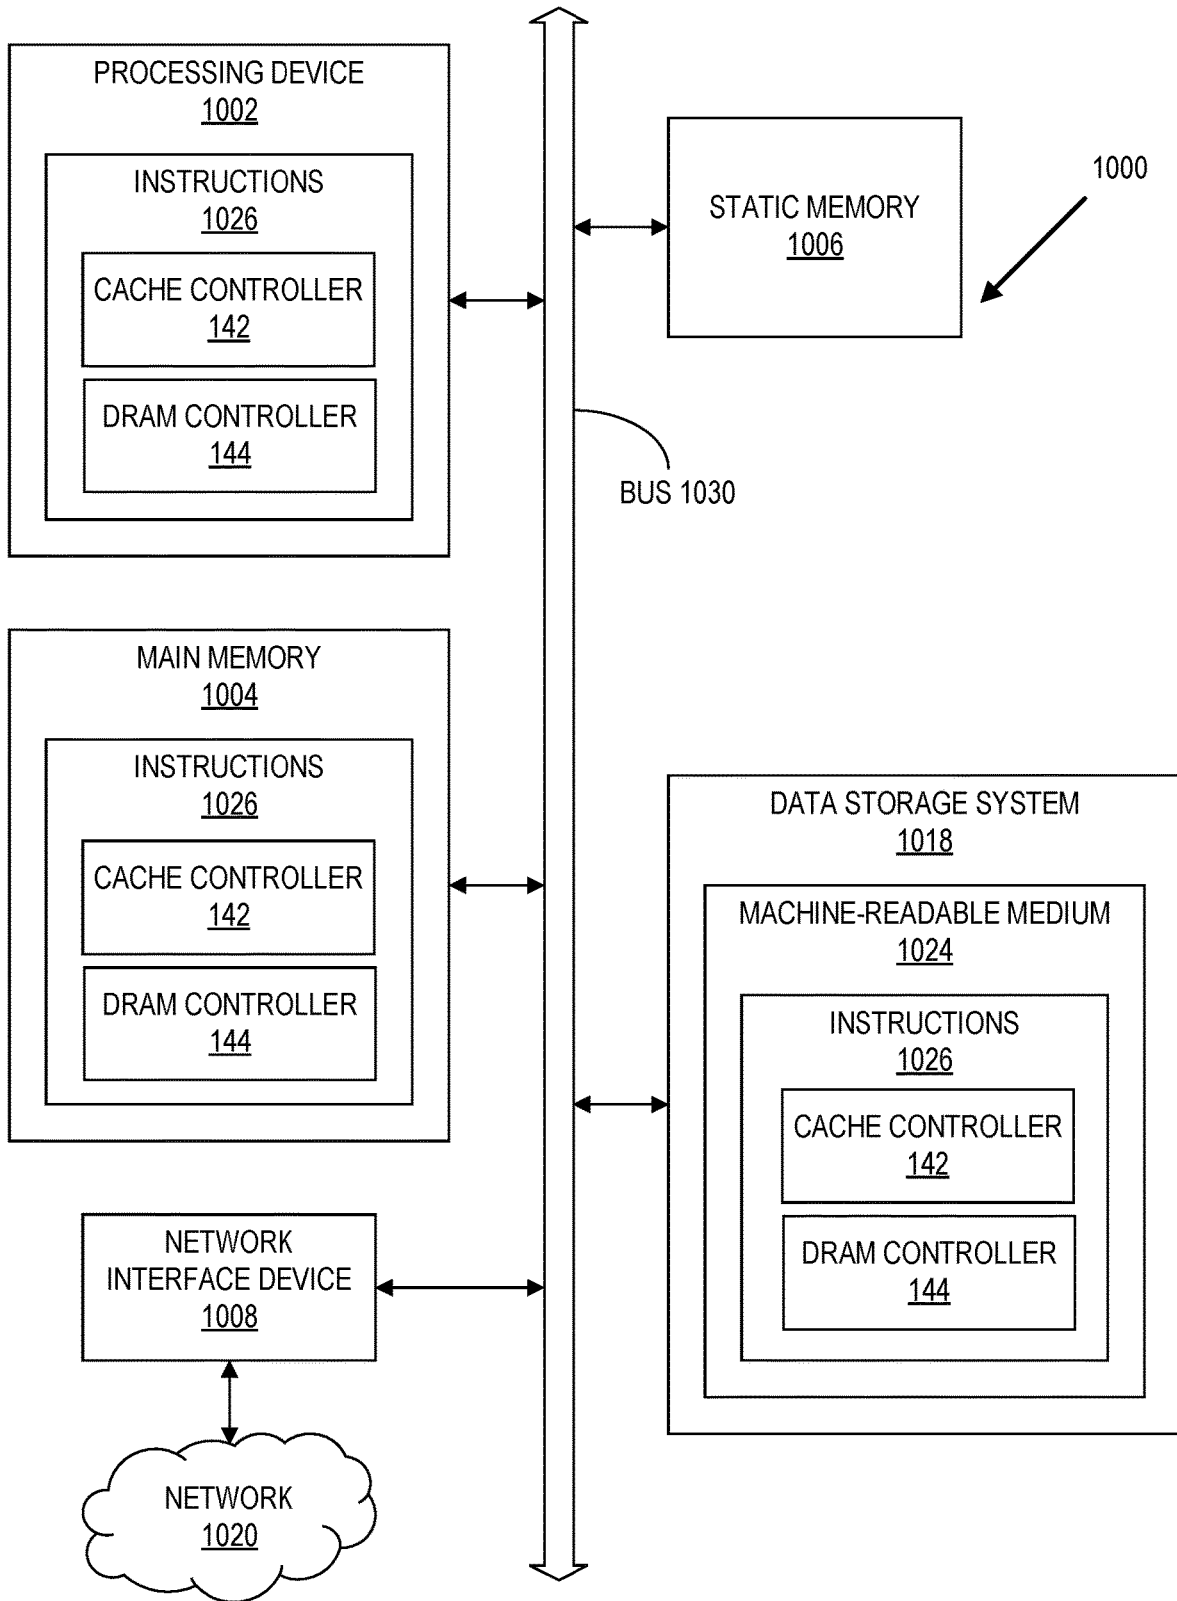 PROCESSING DEVICE
1002
INSTRUCTIONS
1026
CACHE CONTROLLER
142
DRAM CONTROLLER
144
STATIC MEMORY
1006
1000
BUS 1030
MAIN MEMORY
1004
INSTRUCTIONS
1026
CACHE CONTROLLER
142
DRAM CONTROLLER
144
DATA STORAGE SYSTEM
1018
MACHINE-READABLE MEDIUM
1024
INSTRUCTIONS
1026
CACHE CONTROLLER
142
DRAM CONTROLLER
144
NETWORK
INTERFACE DEVICE
1008
NETWORK
1020